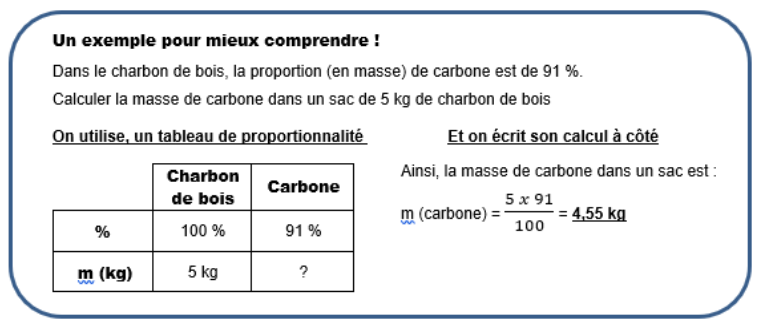 Un exemple pour mieux comprendre !
Dans le charbon de bois, la proportion (en masse) de carbone est de 91 %.
Calculer la masse de carbone dans un sac de 5 kg de charbon de bois
On utilise, un tableau de proportionnalité
Et on écrit son calcul à côté
Charbon
de bois
Carbone
%
100 %
91 %
m (kg)
5 kg
?
Ainsi, la masse de carbone dans un sac est :
m (carbone) = 5 x 91 / 100 = 4,55 kg